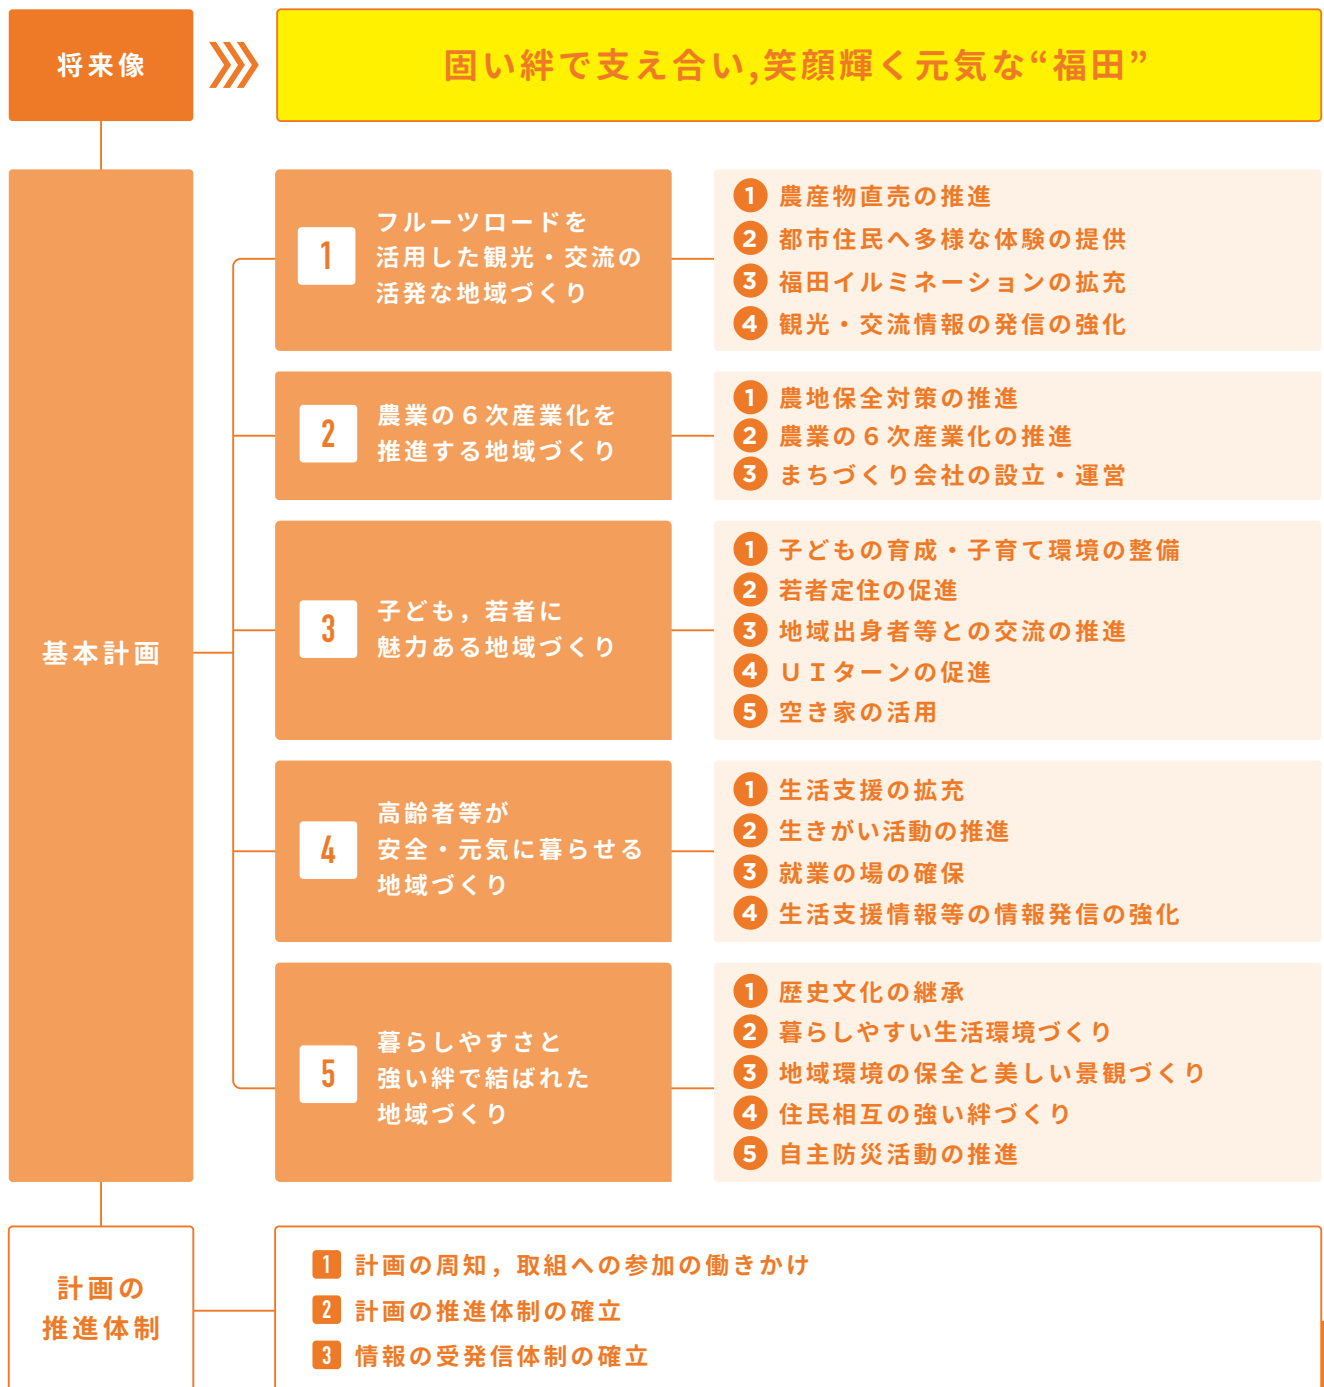 将来像
固い絆で支え合い,笑顔輝く元気な“福田”
基本計画
1
フルーツロードを
活用した観光・交流の
活発な地域づくり
1 農産物直売の推進
2 都市住民へ多様な体験の提供
3 福田イルミネーションの拡充
4 観光・交流情報の発信の強化
2
農業の６次産業化を
推進する地域づくり
1 農地保全対策の推進
2 農業の６次産業化の推進
3 まちづくり会社の設立・運営
3
子ども，若者に
魅力ある地域づくり
1 子どもの育成・子育て環境の整備
2 若者定住の促進
3 地域出身者等との交流の推進
4 ＵＩターンの促進
5 空き家の活用
4
高齢者等が
安全・元気に暮らせる
地域づくり
1 生活支援の拡充
2 生きがい活動の推進
3 就業の場の確保
4 生活支援情報等の情報発信の強化
5
暮らしやすさと
強い絆で結ばれた
地域づくり
1 歴史文化の継承
2 暮らしやすい生活環境づくり
3 地域環境の保全と美しい景観づくり
4 住民相互の強い絆づくり
5 自主防災活動の推進
計画の
推進体制
1 計画の周知，取組への参加の働きかけ
2 計画の推進体制の確立
3 情報の受発信体制の確立